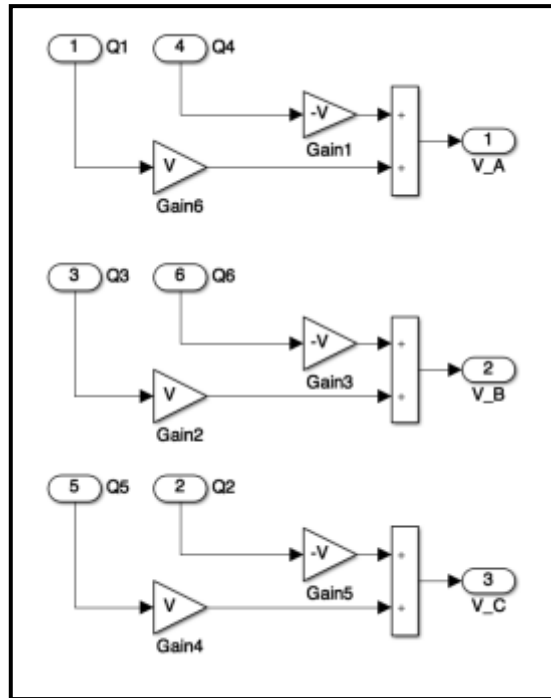 1 Q1 4 Q4
-V +
Gain1 1
V + V_A
Gain6
3 Q3 6 Q6
-V +
Gain3 2
V + V_B
Gain2
5 Q5 2 Q2
-V +
Gain5 3
V + V_C
Gain4